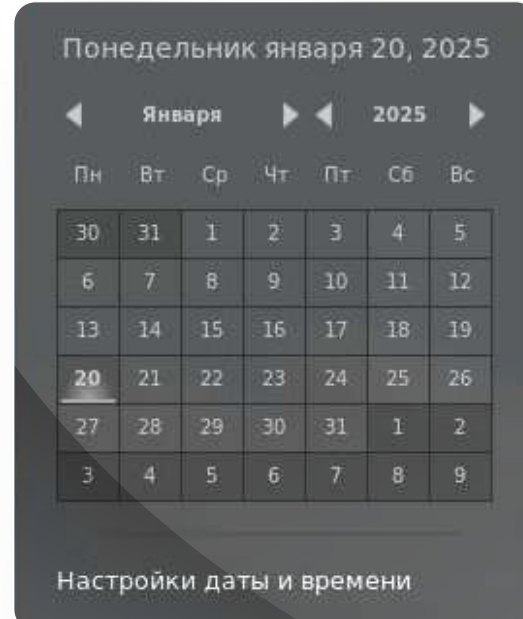 Понедельник января 20, 2025
Января 2025
Пн Вт Ср Чт Пт Сб Вс
30 31 1 2 3 4 5
6 7 8 9 10 11 12
13 14 15 16 17 18 19
20 21 22 23 24 25 26
27 28 29 30 31 1 2
3 4 5 6 7 8 9
Настройки даты и времени